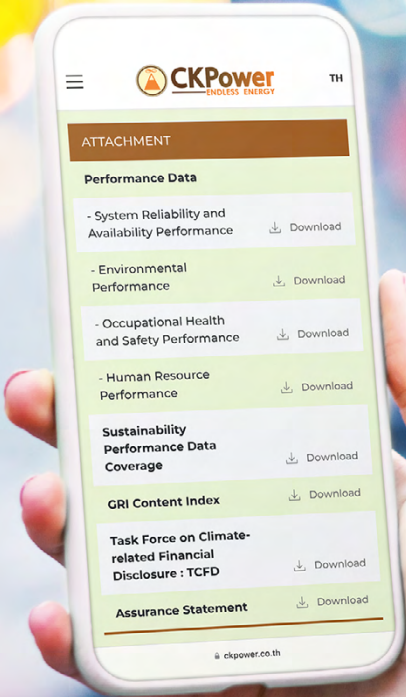 CKPower
ENDLESS ENERGY
TH
ATTACHMENT
Performance Data
- System Reliability and
Availability Performance
Download
- Environmental
Performance
Download
- Occupational Health
and Safety Performance
Download
- Human Resource
Performance
Download
Sustainability
Performance Data
Coverage
Download
GRI Content Index
Download
Task Force on Climate-
related Financial
Disclosure : TCFD
Download
Assurance Statement
Download
ckpower.co.th